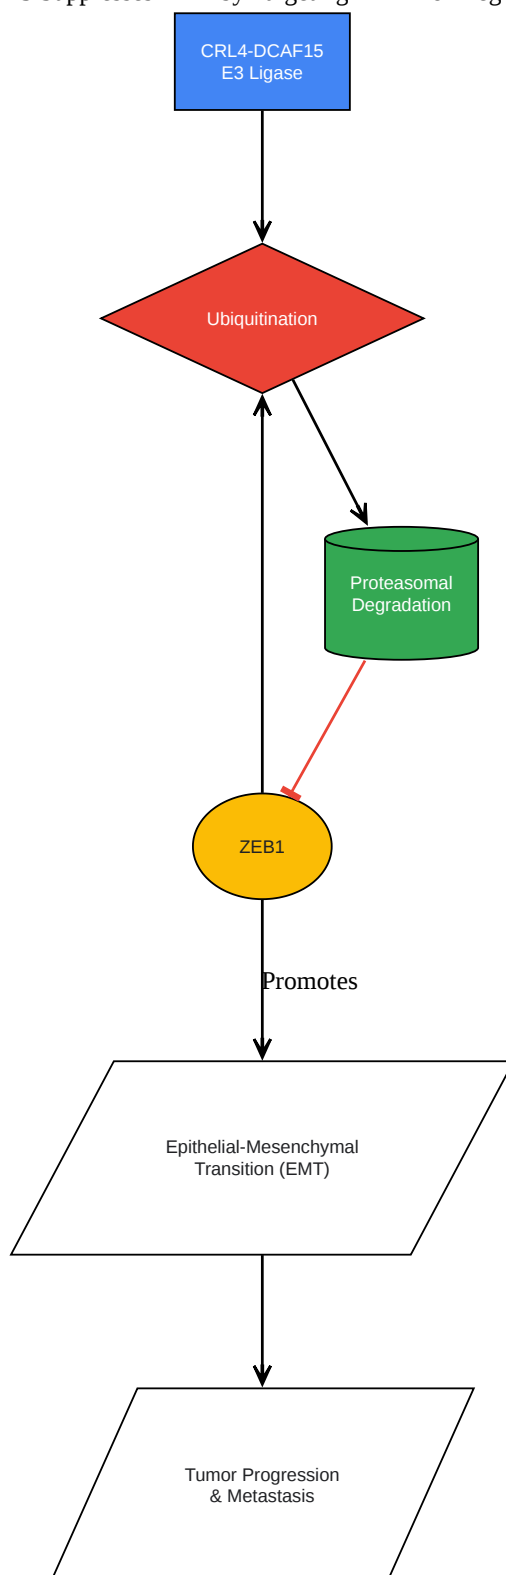 CRL4-DCAF15
E3 Ligase
Ubiquitination
Proteasomal
Degradation
ZEB1
Promotes
Epithelial-Mesenchymal
Transition (EMT)
Tumor Progression
& Metastasis